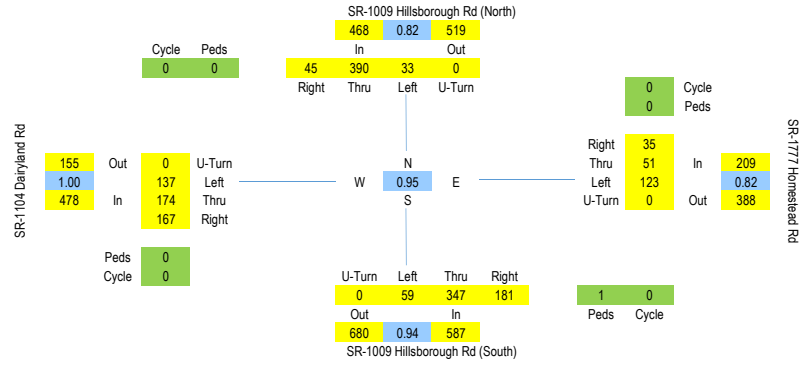 SR-1009 Hillsborough Rd (North)
468 0.82 519
Cycle Peds In Out
0 0 45 390 33 0
Right Thru Left U-Turn
0 Cycle
0 Peds
Right 35
155 Out 0 U-Turn N Thru 51 In 209
1.00 137 Left W 0.95 E Left 123 0.82
478 In 174 Thru S U-Turn 0 Out 388
167 Right
SR-1104 Dairyland Rd
SR-1777 Homestead Rd
Peds 0
Cycle 0
U-Turn Left Thru Right
0 59 347 181 1 0
Out In Peds Cycle
680 0.94 587
SR-1009 Hillsborough Rd (South)